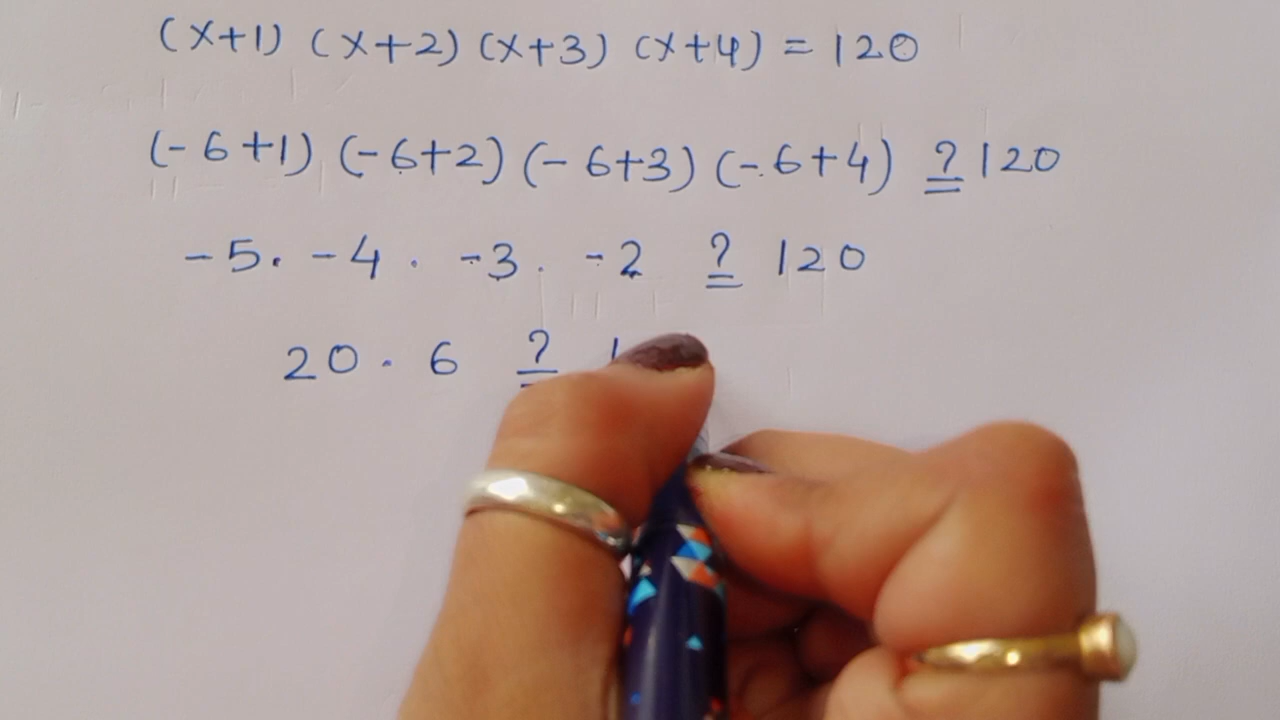 (x+1) (x+2) (x+3) (x+4) = 120
(-6+1) (-6+2) (-6+3) (-6+4) ≟ 120
-5. -4 . -3. -2 ≟ 120
20 . 6 ≟ 1